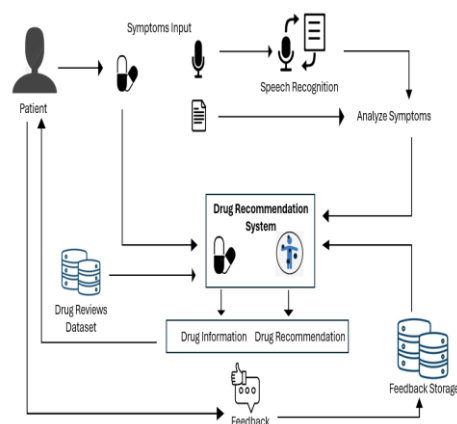 Symptoms Input
Speech Recognition
Patient
Analyze Symptoms
Drug Recommendation
System
Drug Reviews
Dataset
Drug Information
Drug Recommendation
Feedback Storage
Feedback